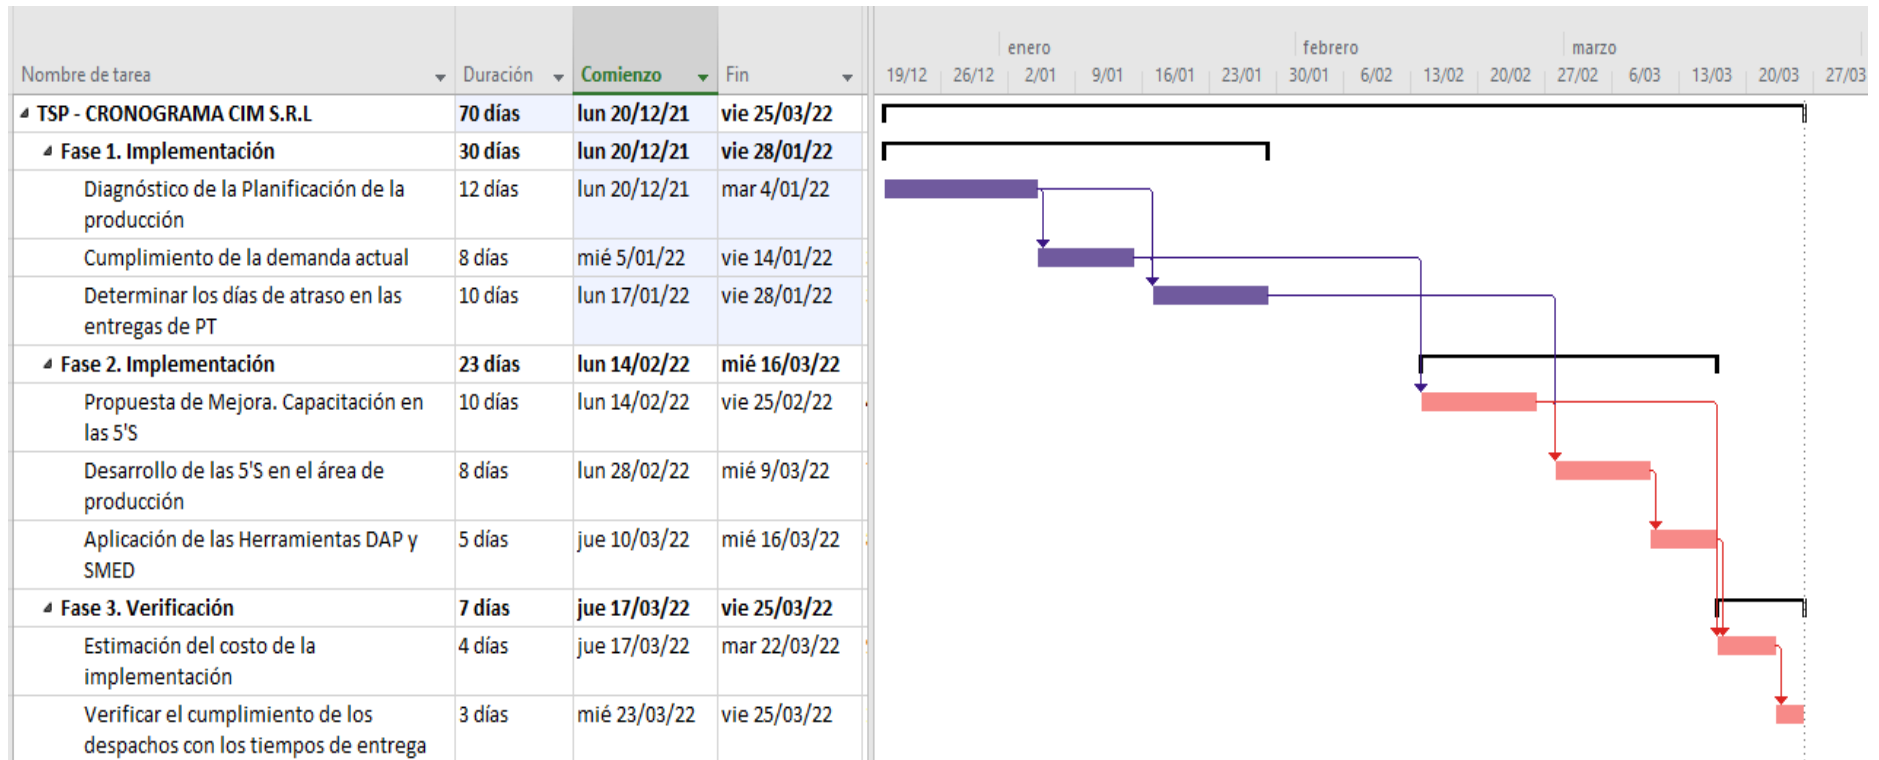 enero febrero marzo
Nombre de tarea Duración Comienzo Fin 19/12 26/12 2/01 9/01 16/01 23/01 30/01 6/02 13/02 20/02 27/02 6/03 13/03 20/03 27/03
TSP - CRONOGRAMA CIM S.R.L 70 días lun 20/12/21 vie 25/03/22
Fase 1. Implementación 30 días lun 20/12/21 vie 28/01/22
Diagnóstico de la Planificación de la 12 días lun 20/12/21 mar 4/01/22
producción
Cumplimiento de la demanda actual 8 días mié 5/01/22 vie 14/01/22
Determinar los días de atraso en las 10 días lun 17/01/22 vie 28/01/22
entregas de PT
Fase 2. Implementación 23 días lun 14/02/22 mié 16/03/22
Propuesta de Mejora. Capacitación en 10 días lun 14/02/22 vie 25/02/22
las 5'S
Desarrollo de las 5'S en el área de 8 días lun 28/02/22 mié 9/03/22
producción
Aplicación de las Herramientas DAP y 5 días jue 10/03/22 mié 16/03/22
SMED
Fase 3. Verificación 7 días jue 17/03/22 vie 25/03/22
Estimación del costo de la 4 días jue 17/03/22 mar 22/03/22
implementación
Verificar el cumplimiento de los 3 días mié 23/03/22 vie 25/03/22
despachos con los tiempos de entrega